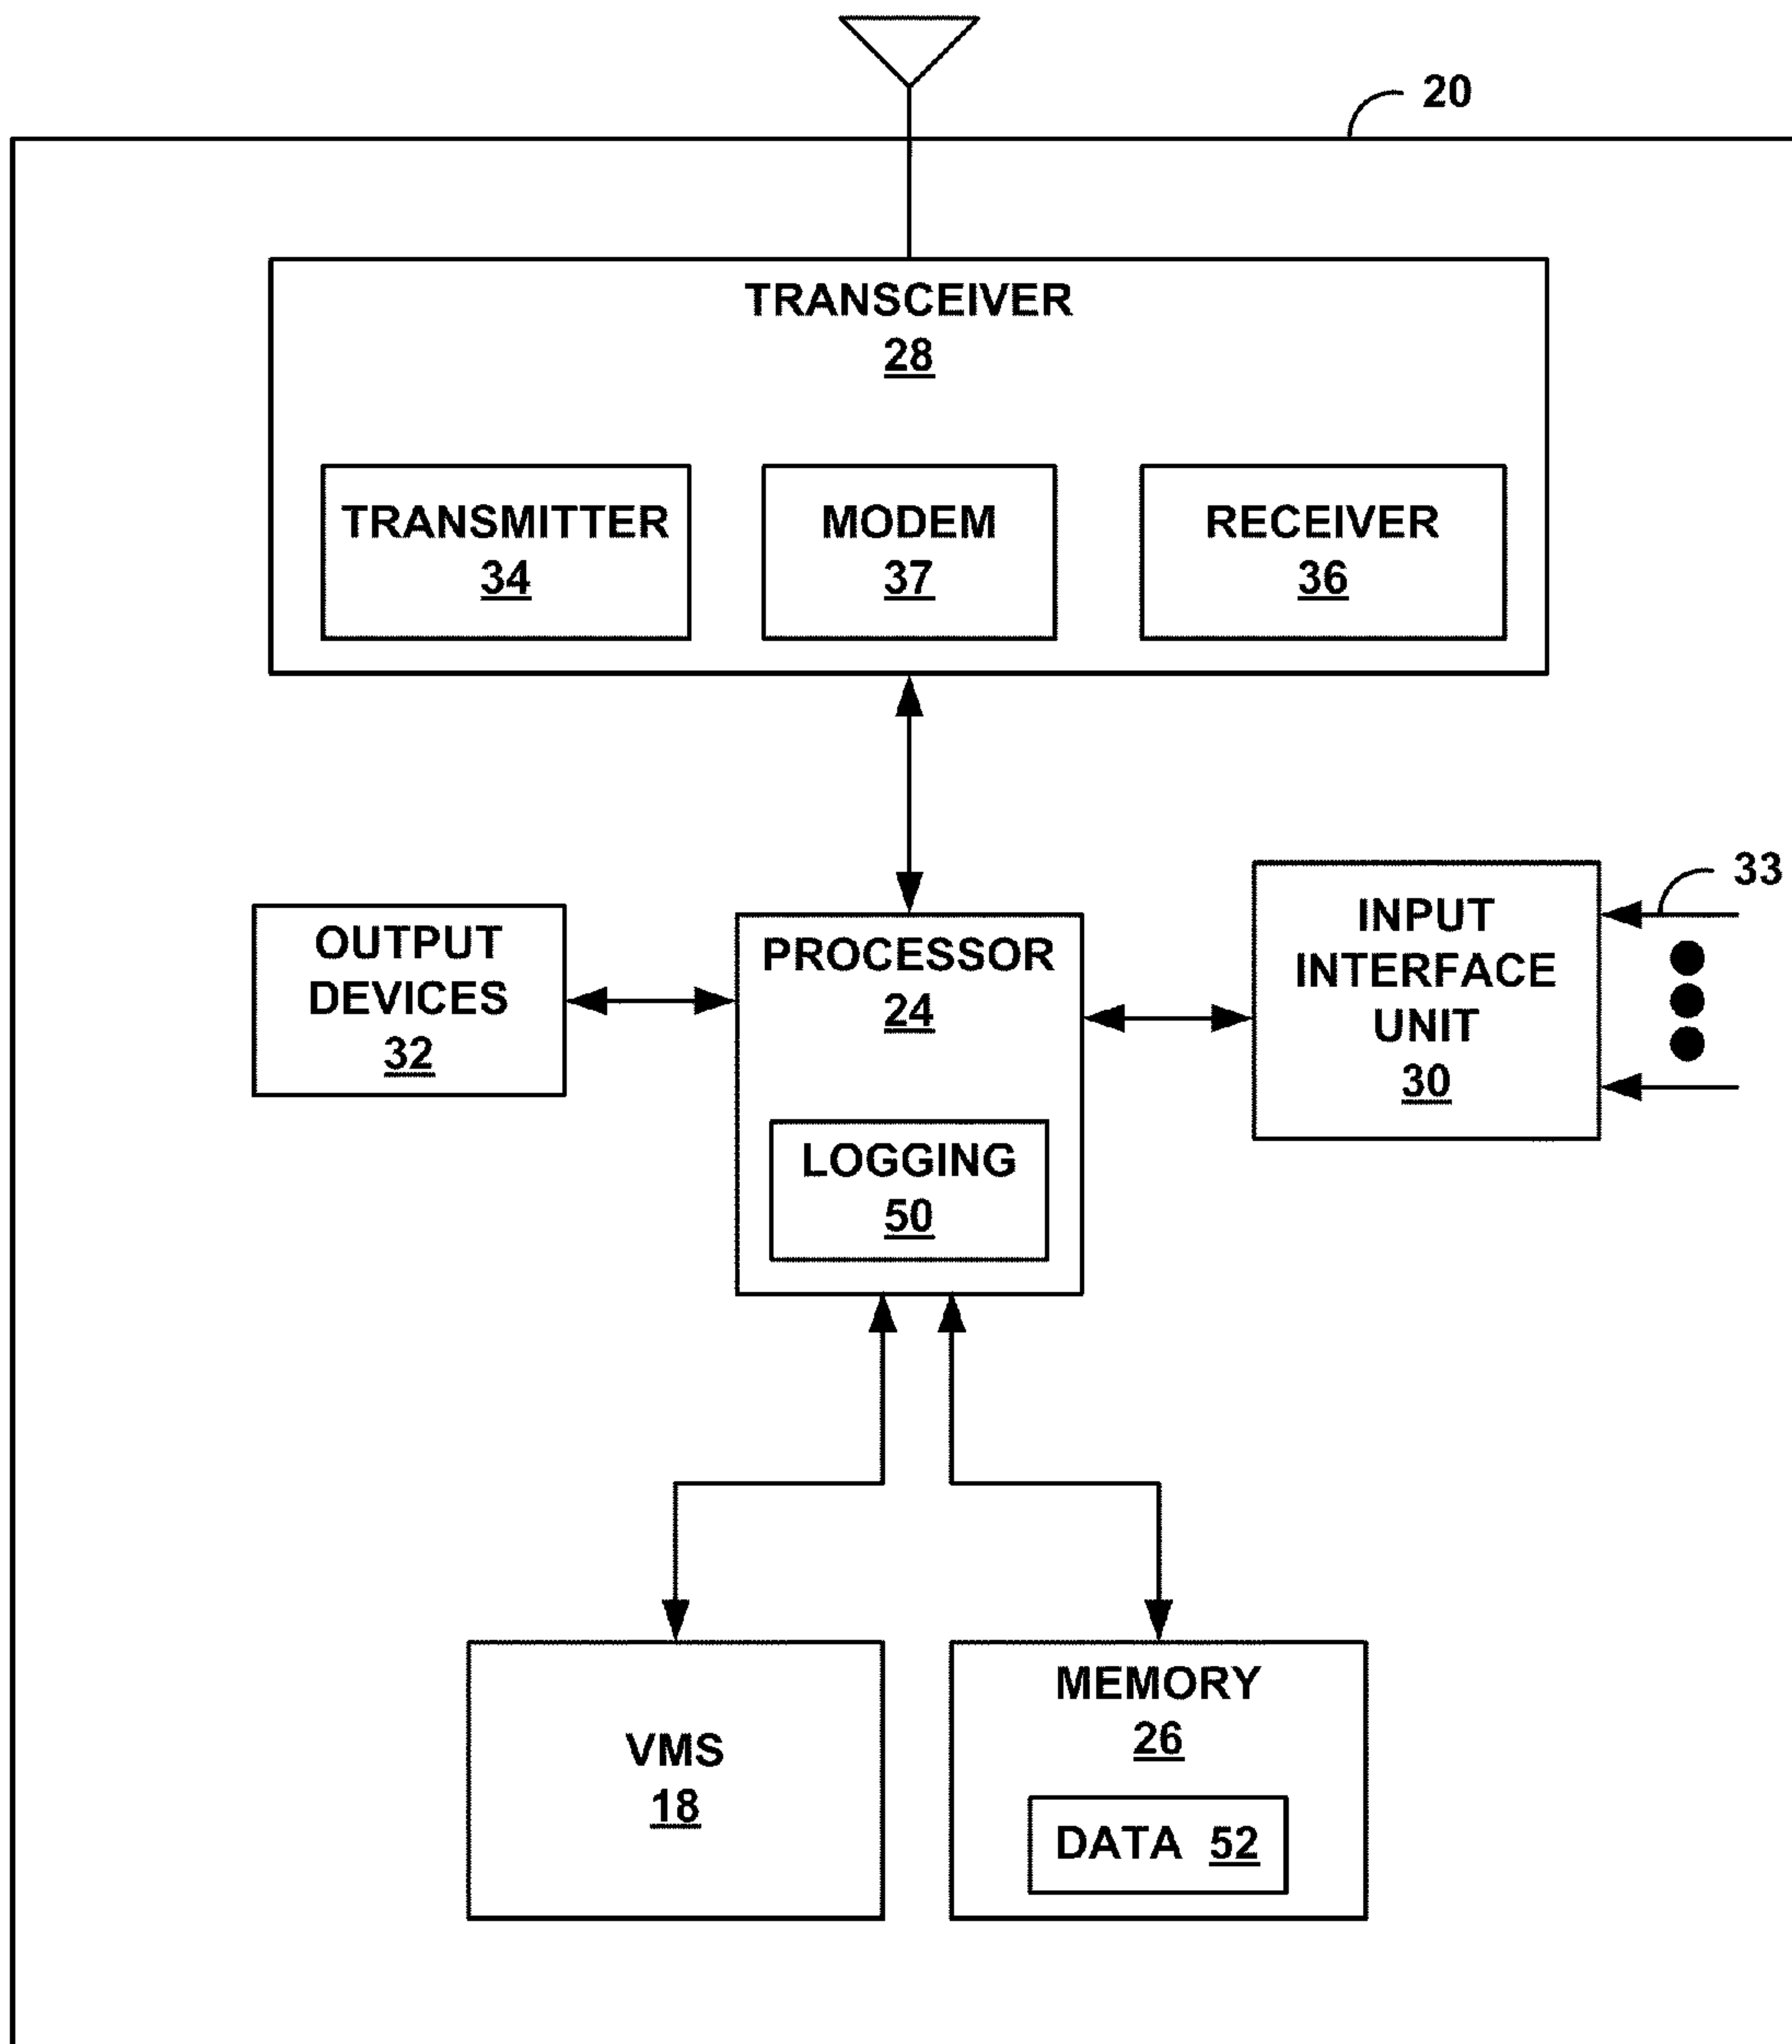 20
TRANSCEIVER
28
TRANSMITTER
34
MODEM
37
RECEIVER
36
OUTPUT
DEVICES
32
PROCESSOR
24
LOGGING
50
INPUT
INTERFACE
UNIT
30
33
VMS
18
MEMORY
26
DATA 52